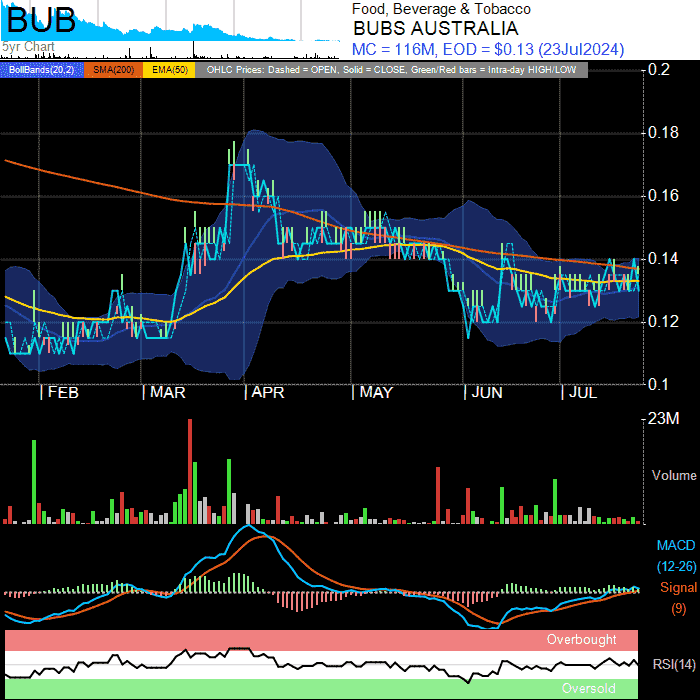 BUB
5yr Chart
Food, Beverage & Tobacco
BUBS AUSTRALIA
MC = 116M, EOD = $0.13 (23Jul2024)
BollBands(20,2) SMA(200) EMA(50) OHLC Prices: Dashed = OPEN, Solid = CLOSE, Green/Red bars = Intra-day HIGH/LOW
0.2
0.18
0.16
0.14
0.12
0.1
| FEB | MAR | APR | MAY | JUN | JUL
23M
Volume
MACD
(12-26)
Signal
(9)
Overbought
RSI(14)
Oversold